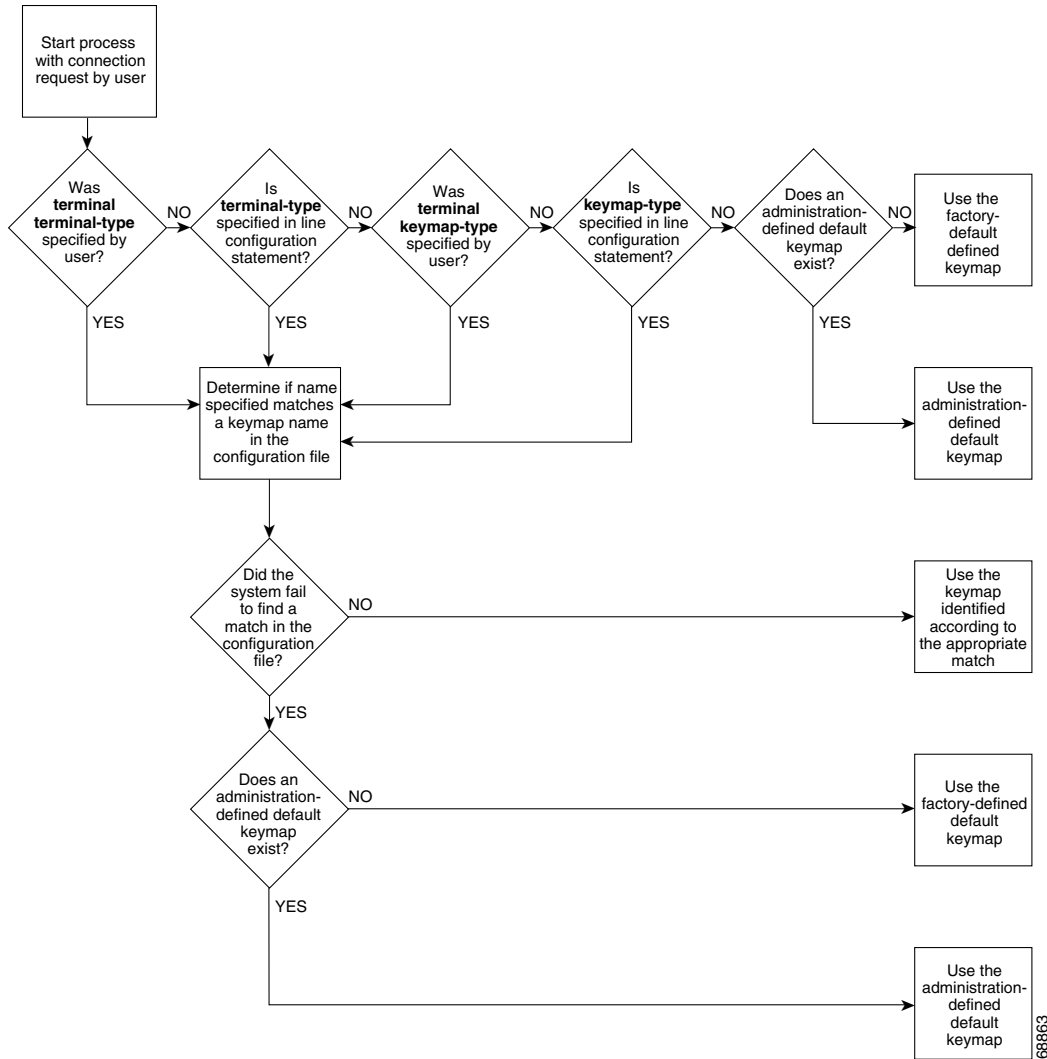 Start process
with connection
request by user
Was
terminal
terminal-type
specified by
user?
NO
YES
Is
terminal-type
specified in line
configuration
statement?
NO
YES
Was
terminal
keymap-type
specified by
user?
NO
YES
Is
keymap-type
specified in line
configuration
statement?
NO
YES
Does an
administration-
defined default
keymap
exist?
NO
YES
Use the
factory-
default
defined
keymap
Determine if name
specified matches
a keymap name
in the
configuration file
Use the
administration-
defined
default
keymap
Did the
system fail
to find a
match in the
configuration
file?
NO
YES
Use the
keymap
identified
according to
the appropriate
match
Does an
administration-
defined default
keymap
exist?
NO
YES
Use the
factory-defined
default
keymap
Use the
administration-
defined
default
keymap
68863